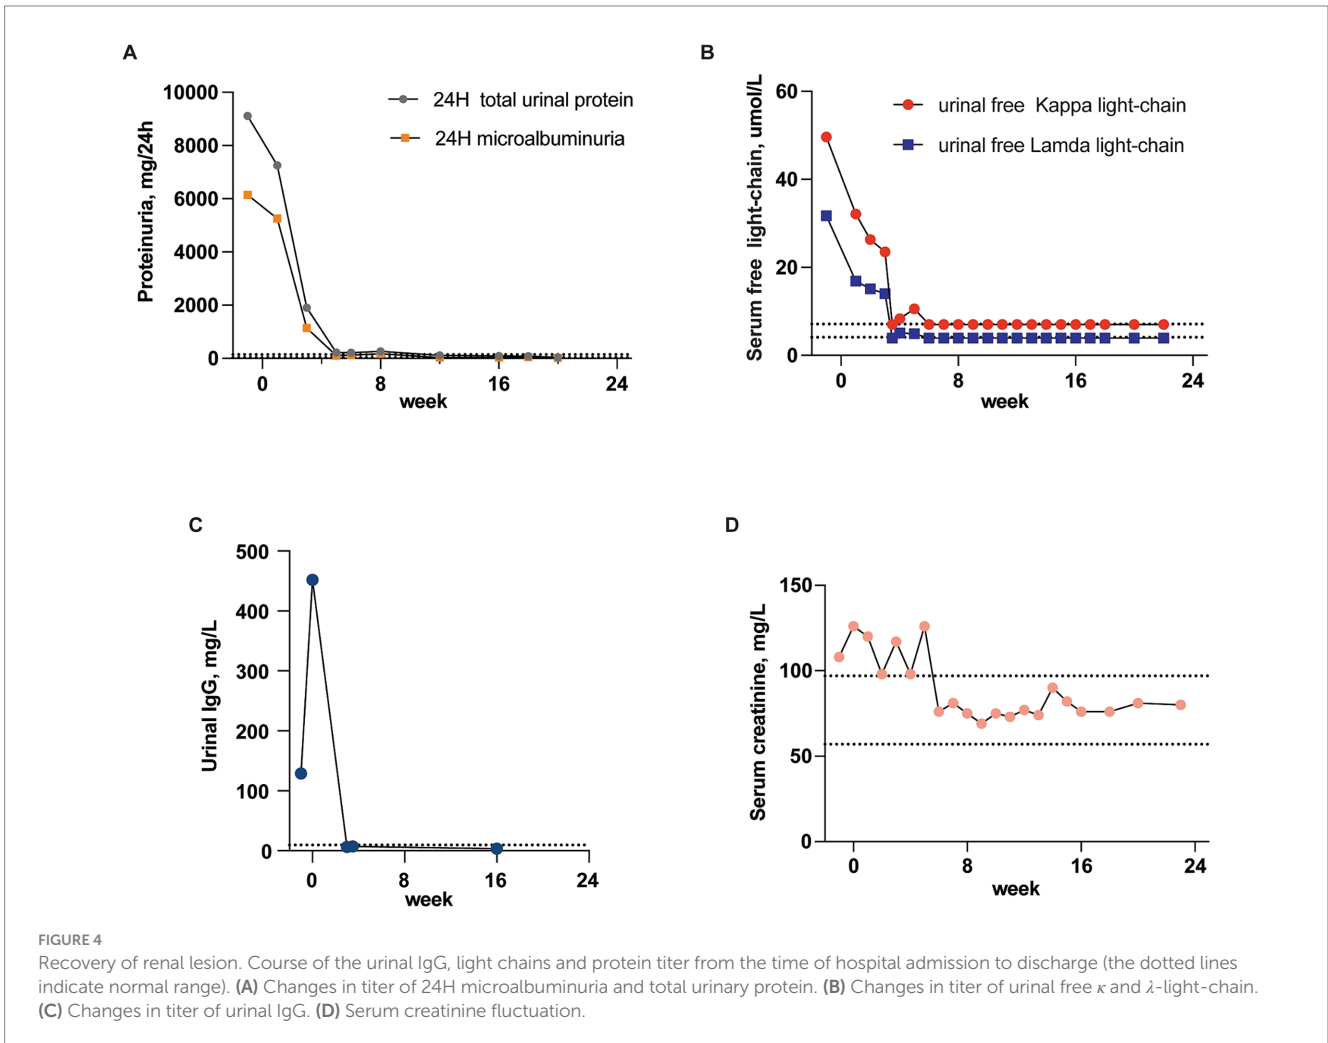 A
10000
8000
6000
4000
2000
0
Proteinuria, mg/24h
24H total urinal protein
24H microalbuminuria
0 8 16 24
week
B
60
40
20
0
Serum free light-chain, umol/L
urinal free Kappa light-chain
urinal free Lamda light-chain
0 8 16 24
week
C
500
400
300
200
100
0
Urinal IgG, mg/L
0 8 16 24
week
D
150
100
50
0
Serum creatinine, mg/L
0 8 16 24
week
FIGURE 4
Recovery of renal lesion. Course of the urinal IgG, light chains and protein titer from the time of hospital admission to discharge (the dotted lines
indicate normal range). (A) Changes in titer of 24H microalbuminuria and total urinary protein. (B) Changes in titer of urinal free κ and λ-light-chain.
(C) Changes in titer of urinal IgG. (D) Serum creatinine fluctuation.